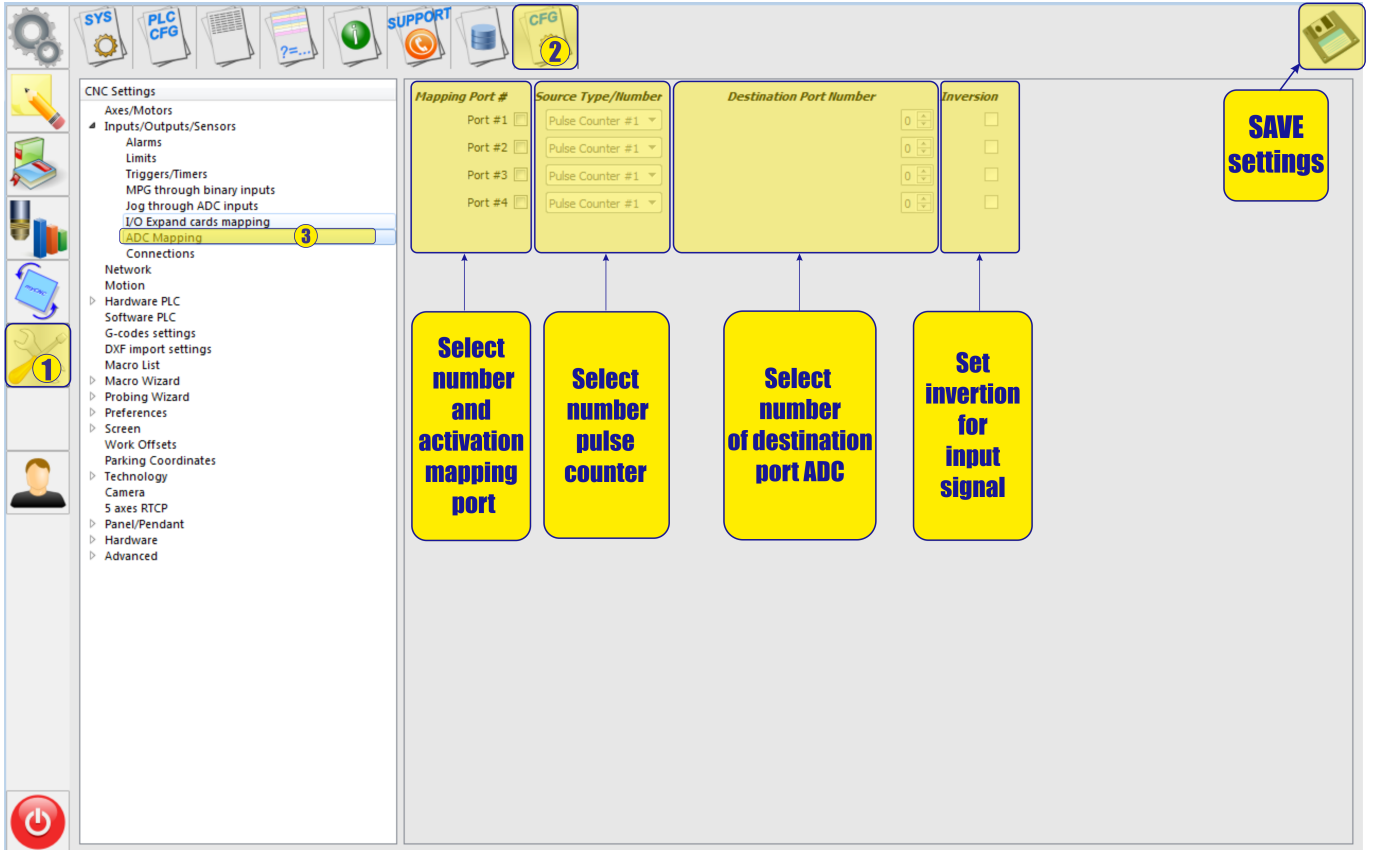 SYS
PLC
CFG
?=...
i
SUPPORT
CFG
2
CNC Settings
Axes/Motors
Inputs/Outputs/Sensors
Alarms
Limits
Triggers/Timers
MPG through binary inputs
Jog through ADC inputs
I/O Expand cards mapping
ADC Mapping 3
Connections
Network
Motion
Hardware PLC
Software PLC
G-codes settings
DXF import settings
Macro List
Macro Wizard
Probing Wizard
Preferences
Screen
Work Offsets
Parking Coordinates
Technology
Camera
5 axes RTCP
Panel/Pendant
Hardware
Advanced
myCNC
1
Mapping Port # Source Type/Number Destination Port Number Inversion
Port #1 Pulse Counter #1 0
Port #2 Pulse Counter #1 0
Port #3 Pulse Counter #1 0
Port #4 Pulse Counter #1 0
SAVE
settings
Select
number
and
activation
mapping
port
Select
number
pulse
counter
Select
number
of destination
port ADC
Set
invertion
for
input
signal